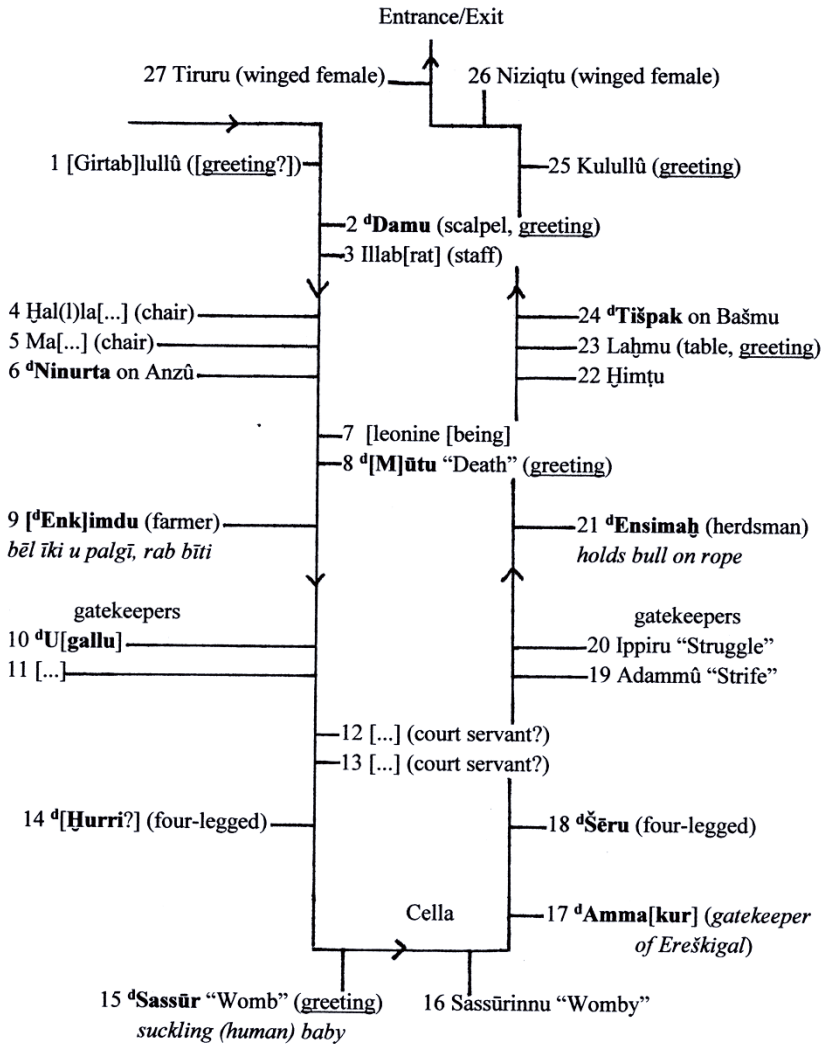 Entrance/Exit
27 Tiruru (winged female)
26 Niziqtu (winged female)
1 [Girtab]lullû ([greeting?])
25 Kulullû (greeting)
2 ᵈDamu (scalpel, greeting)
3 Illab[rat] (staff)
4 Ḫal(l)la[...] (chair)
5 Ma[...] (chair)
6 ᵈNinurta on Anzû
24 ᵈTišpak on Bašmu
23 Laḫmu (table, greeting)
22 Ḫimṭu
7 [leonine [being]
8 ᵈ[M]ūtu “Death” (greeting)
9 [ᵈEnk]imdu (farmer)
bēl īki u palgī, rab bīti
21 ᵈEnsimaḫ (herdsman)
holds bull on rope
gatekeepers
10 ᵈU[gallu]
11 [...]
gatekeepers
20 Ippiru “Struggle”
19 Adammû “Strife”
12 [...] (court servant?)
13 [...] (court servant?)
14 ᵈ[Ḫurri?] (four-legged)
18 ᵈŠēru (four-legged)
Cella
17 ᵈAmma[kur] (gatekeeper
of Ereškigal)
15 ᵈSassūr “Womb” (greeting)
suckling (human) baby
16 Sassūrinnu “Womby”